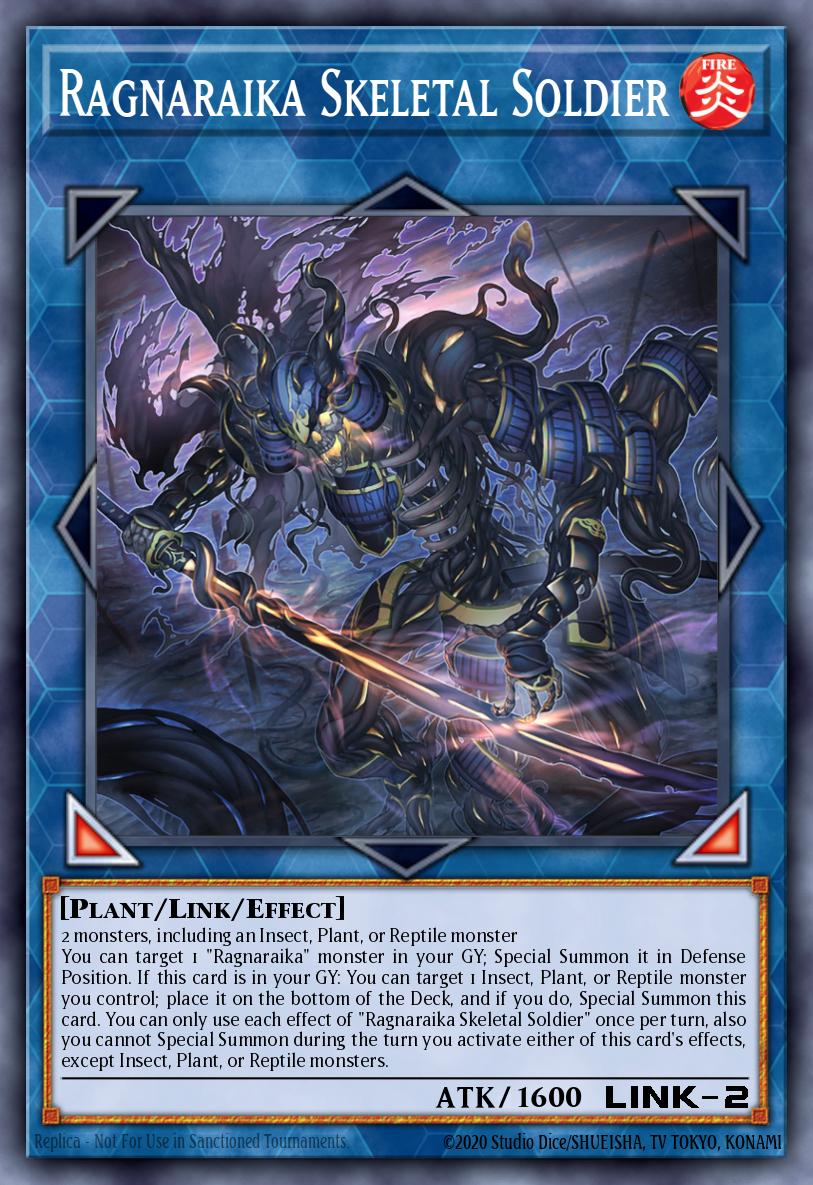 Ragnaraika Skeletal Soldier
FIRE
炎
[Plant/Link/Effect]
2 monsters, including an Insect, Plant, or Reptile monster
You can target 1 "Ragnaraika" monster in your GY; Special Summon it in Defense
Position. If this card is in your GY: You can target 1 Insect, Plant, or Reptile monster
you control; place it on the bottom of the Deck, and if you do, Special Summon this
card. You can only use each effect of "Ragnaraika Skeletal Soldier" once per turn, also
you cannot Special Summon during the turn you activate either of this card's effects,
except Insect, Plant, or Reptile monsters.
ATK/1600 LINK-2
Replica - Not For Use in Sanctioned Tournaments.
©2020 Studio Dice/SHUEISHA, TV TOKYO, KONAMI